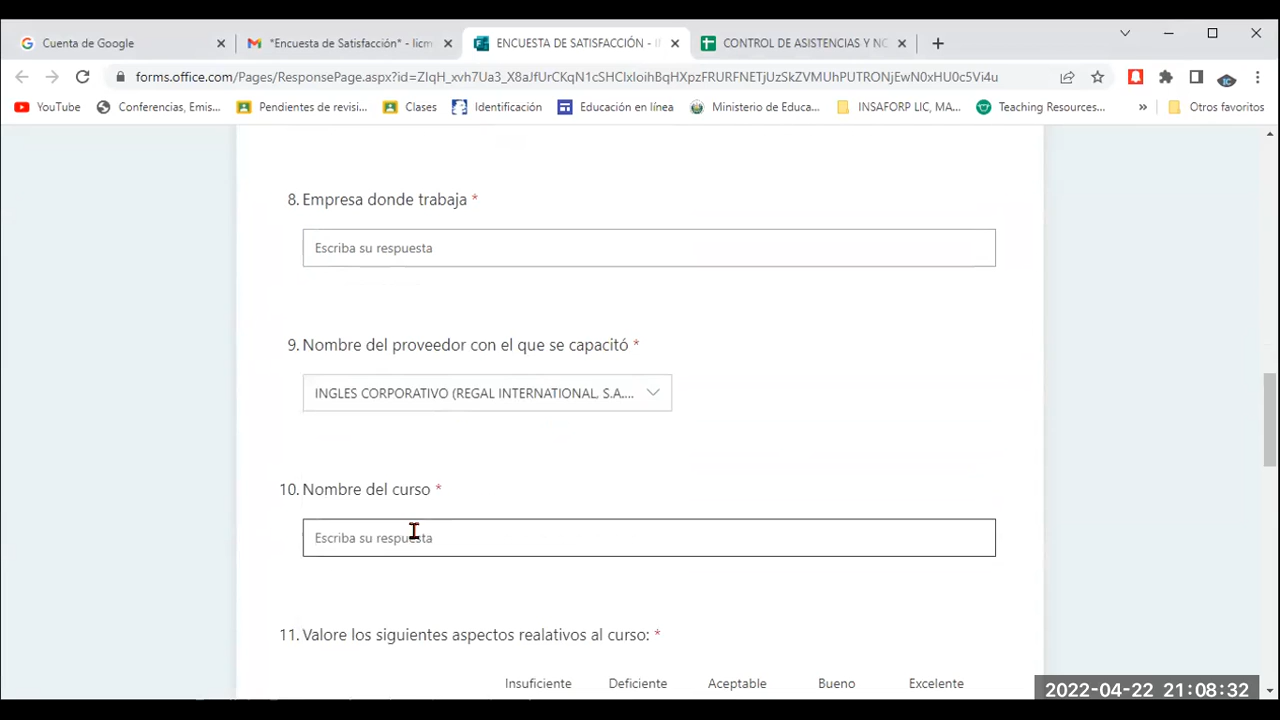 Cuenta de Google
*Encuesta de Satisfacción* - licm
ENCUESTA DE SATISFACCIÓN - I
CONTROL DE ASISTENCIAS Y NO
forms.office.com/Pages/ResponsePage.aspx?id=ZIqH_xvh7Ua3_X8aJfUrCKqN1cSHClxIoihBqHXpzFRURFNETjUzSkZVMUhPUTRONjEwN0xHU0c5Vi4u
YouTube
Conferencias, Emis...
Pendientes de revisi...
Clases
Identificación
Educación en línea
Ministerio de Educa...
INSAFORP LIC, MA...
Teaching Resources...
»
Otros favoritos
8. Empresa donde trabaja *
Escriba su respuesta
9. Nombre del proveedor con el que se capacitó *
INGLES CORPORATIVO (REGAL INTERNATIONAL, S.A....
10. Nombre del curso *
Escriba su respuesta
11. Valore los siguientes aspectos realativos al curso: *
Insuficiente Deficiente Aceptable Bueno Excelente
2022-04-22 21:08:32